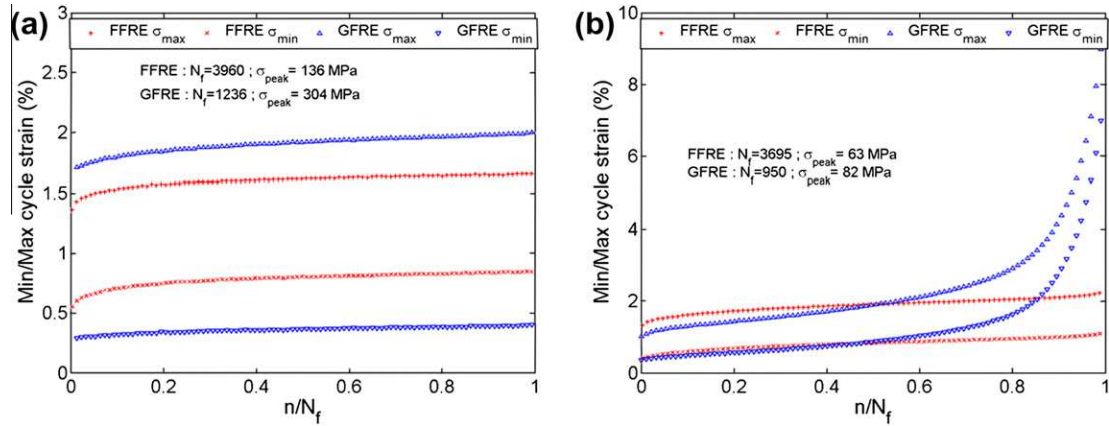 (a)
FFRE σmax FFRE σmin GFRE σmax GFRE σmin
FFRE : Nf=3960 ; σpeak= 136 MPa
GFRE : Nf=1236 ; σpeak= 304 MPa
Min/Max cycle strain (%)
3
2.5
2
1.5
1
0.5
0
0 0.2 0.4 0.6 0.8 1
n/Nf
(b)
FFRE σmax FFRE σmin GFRE σmax GFRE σmin
FFRE : Nf=3695 ; σpeak= 63 MPa
GFRE : Nf=950 ; σpeak= 82 MPa
Min/Max cycle strain (%)
10
8
6
4
2
0
0 0.2 0.4 0.6 0.8 1
n/Nf